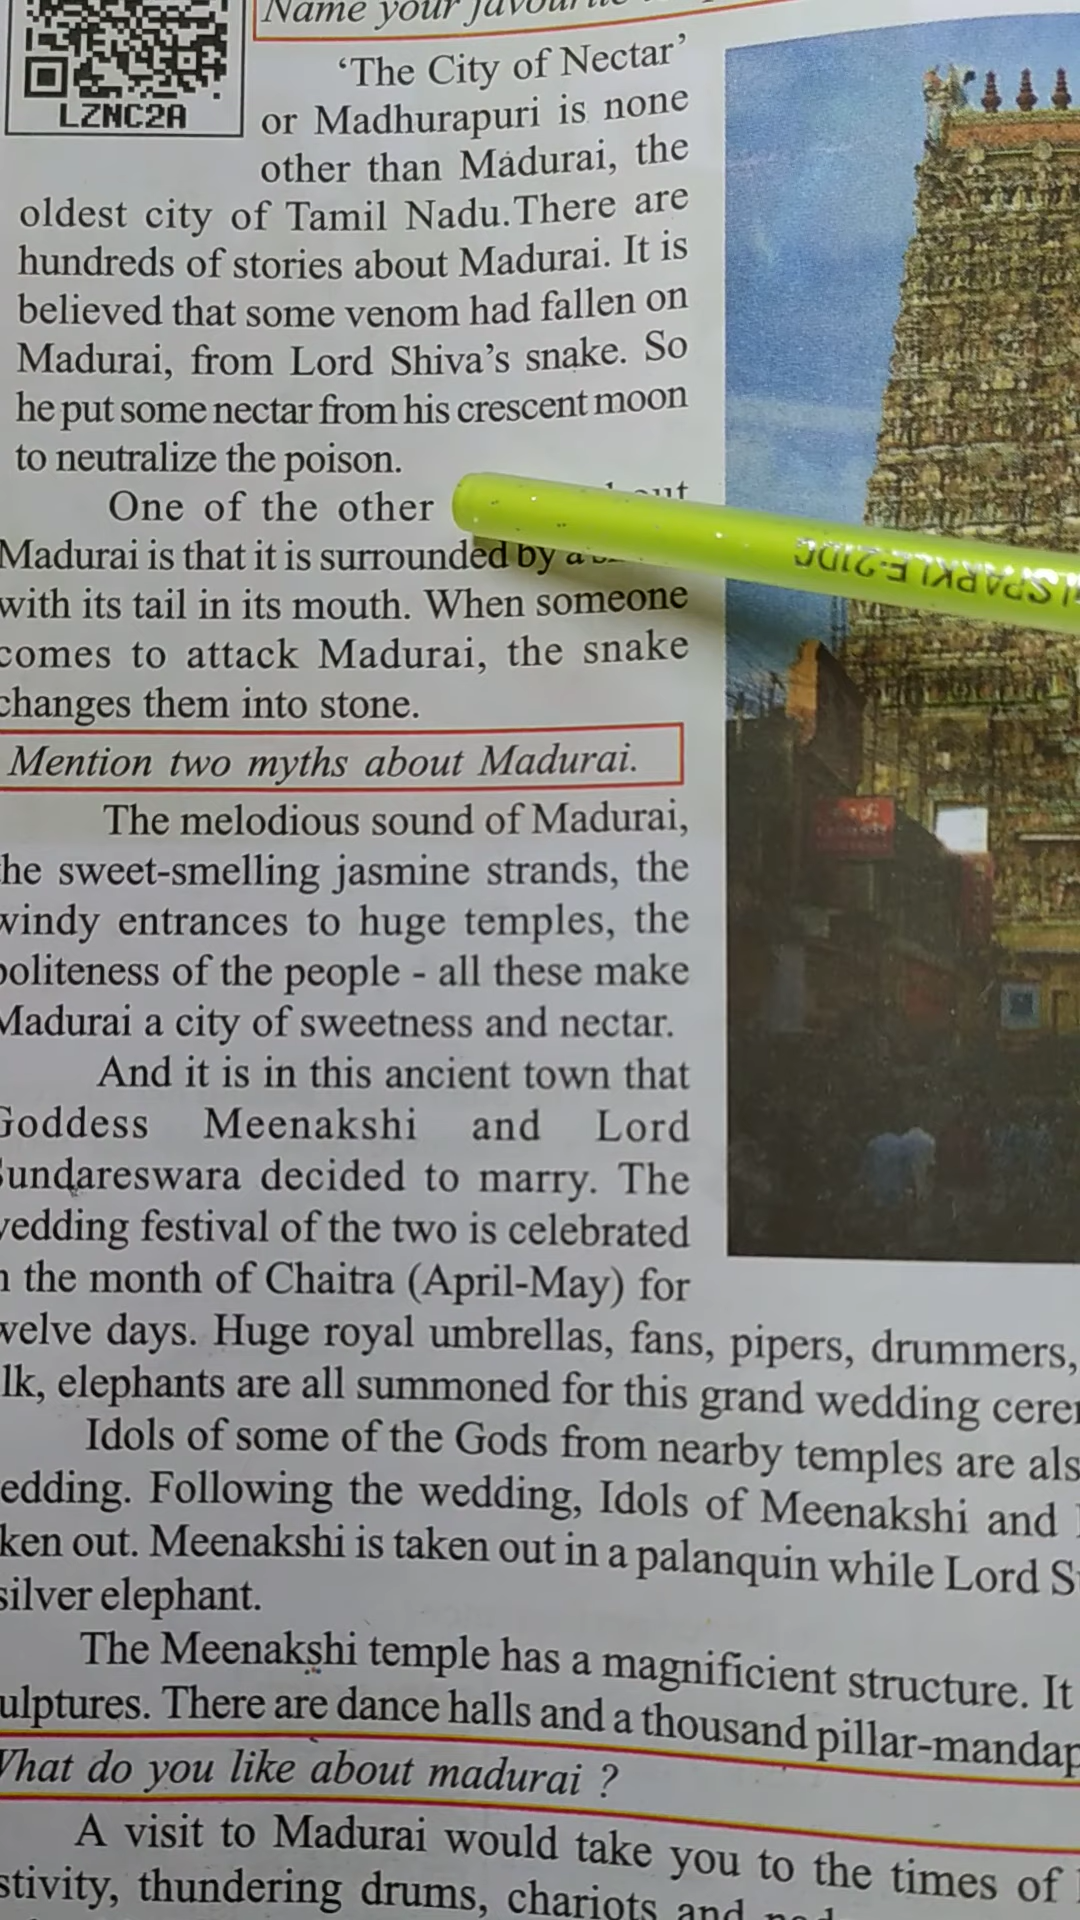 Name your
LZNC2A
‘The City of Nectar’
or Madhurapuri is none
other than Madurai, the
oldest city of Tamil Nadu.There are
hundreds of stories about Madurai. It is
believed that some venom had fallen on
Madurai, from Lord Shiva’s snake. So
he put some nectar from his crescent moon
to neutralize the poison.
One of the other
Madurai is that it is surrounded by a
with its tail in its mouth. When someone
comes to attack Madurai, the snake
changes them into stone.
Mention two myths about Madurai.
The melodious sound of Madurai,
the sweet-smelling jasmine strands, the
windy entrances to huge temples, the
politeness of the people - all these make
Madurai a city of sweetness and nectar.
And it is in this ancient town that
Goddess Meenakshi and Lord
Sundareswara decided to marry. The
wedding festival of the two is celebrated
the month of Chaitra (April-May) for
welve days. Huge royal umbrellas, fans, pipers, drummers,
lk, elephants are all summoned for this grand wedding cere
Idols of some of the Gods from nearby temples are als
edding. Following the wedding, Idols of Meenakshi and
ken out. Meenakshi is taken out in a palanquin while Lord S
silver elephant.
The Meenakshi temple has a magnificient structure. It
ulptures. There are dance halls and a thousand pillar-mandap
What do you like about madurai ?
A visit to Madurai would take you to the times of
stivity, thundering drums, chariots and
SPARKLE-21DG